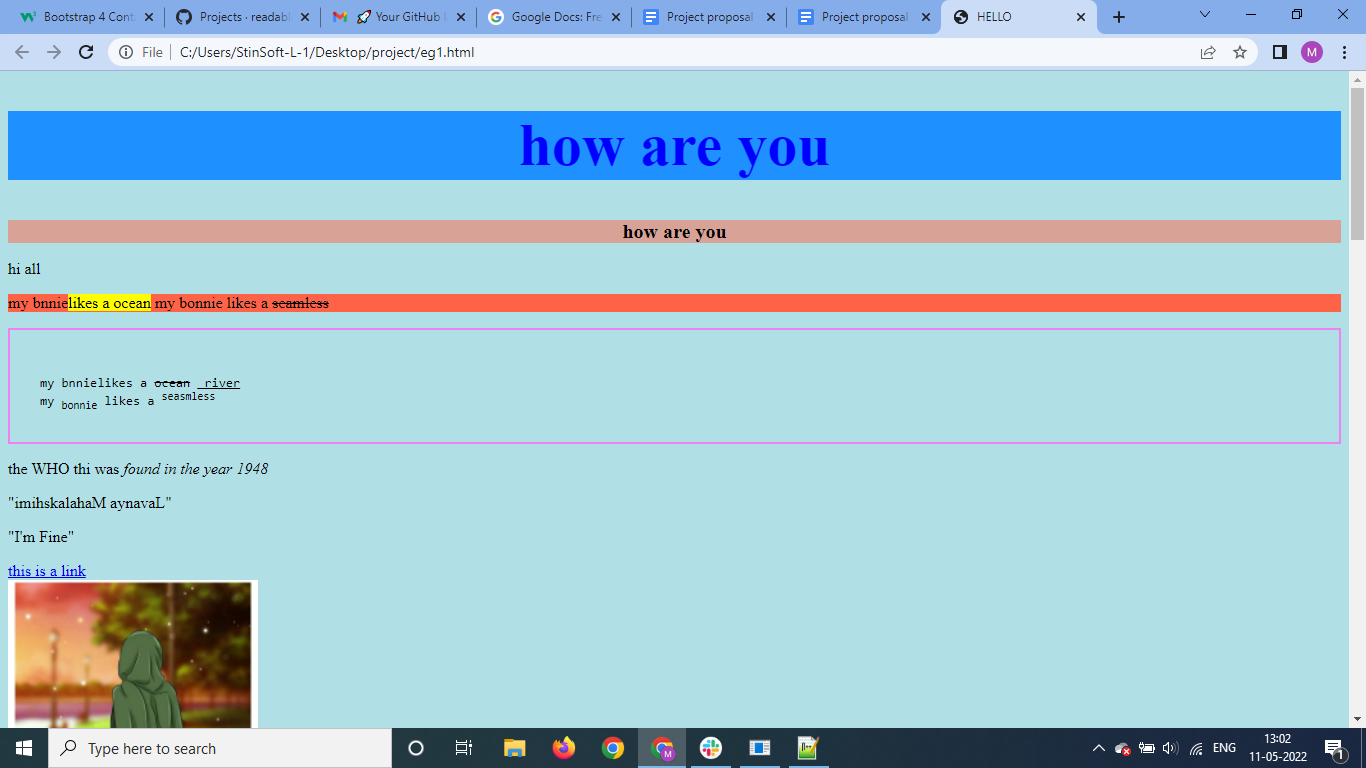 Bootstrap 4 Cont
Projects · readabl
🚀 Your GitHub l
Google Docs: Fre
Project proposal
Project proposal
HELLO
File | C:/Users/StinSoft-L-1/Desktop/project/eg1.html
M
how are you
how are you
hi all
my bnnielikes a ocean my bonnie likes a seamless
my bnnielikes a ocean  river
my bonnie likes a seasmless
the WHO thi was found in the year 1948
"imihskalahaM aynavaL"
"I'm Fine"
this is a link
Type here to search
ENG
13:02
11-05-2022
1